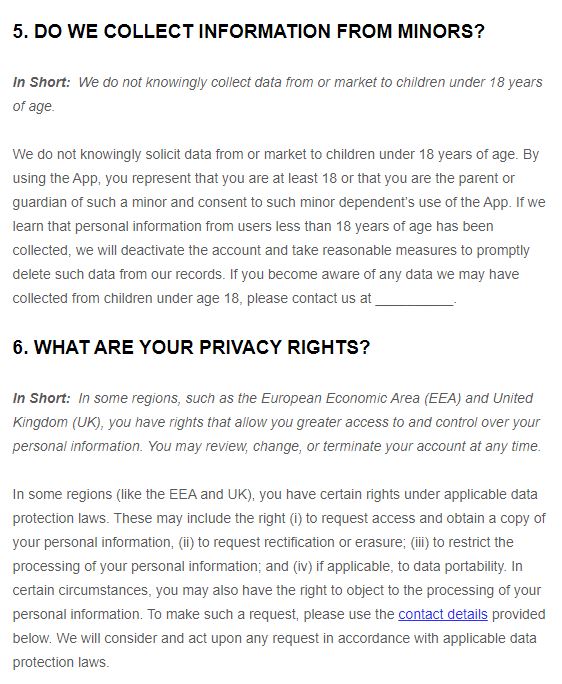 5. DO WE COLLECT INFORMATION FROM MINORS?
In Short:  We do not knowingly collect data from or market to children under 18 years
of age.
We do not knowingly solicit data from or market to children under 18 years of age. By
using the App, you represent that you are at least 18 or that you are the parent or
guardian of such a minor and consent to such minor dependent's use of the App. If we
learn that personal information from users less than 18 years of age has been
collected, we will deactivate the account and take reasonable measures to promptly
delete such data from our records. If you become aware of any data we may have
collected from children under age 18, please contact us at __________.
6. WHAT ARE YOUR PRIVACY RIGHTS?
In Short:  In some regions, such as the European Economic Area (EEA) and United
Kingdom (UK), you have rights that allow you greater access to and control over your
personal information. You may review, change, or terminate your account at any time.
In some regions (like the EEA and UK), you have certain rights under applicable data
protection laws. These may include the right (i) to request access and obtain a copy of
your personal information, (ii) to request rectification or erasure; (iii) to restrict the
processing of your personal information; and (iv) if applicable, to data portability. In
certain circumstances, you may also have the right to object to the processing of your
personal information. To make such a request, please use the contact details provided
below. We will consider and act upon any request in accordance with applicable data
protection laws.